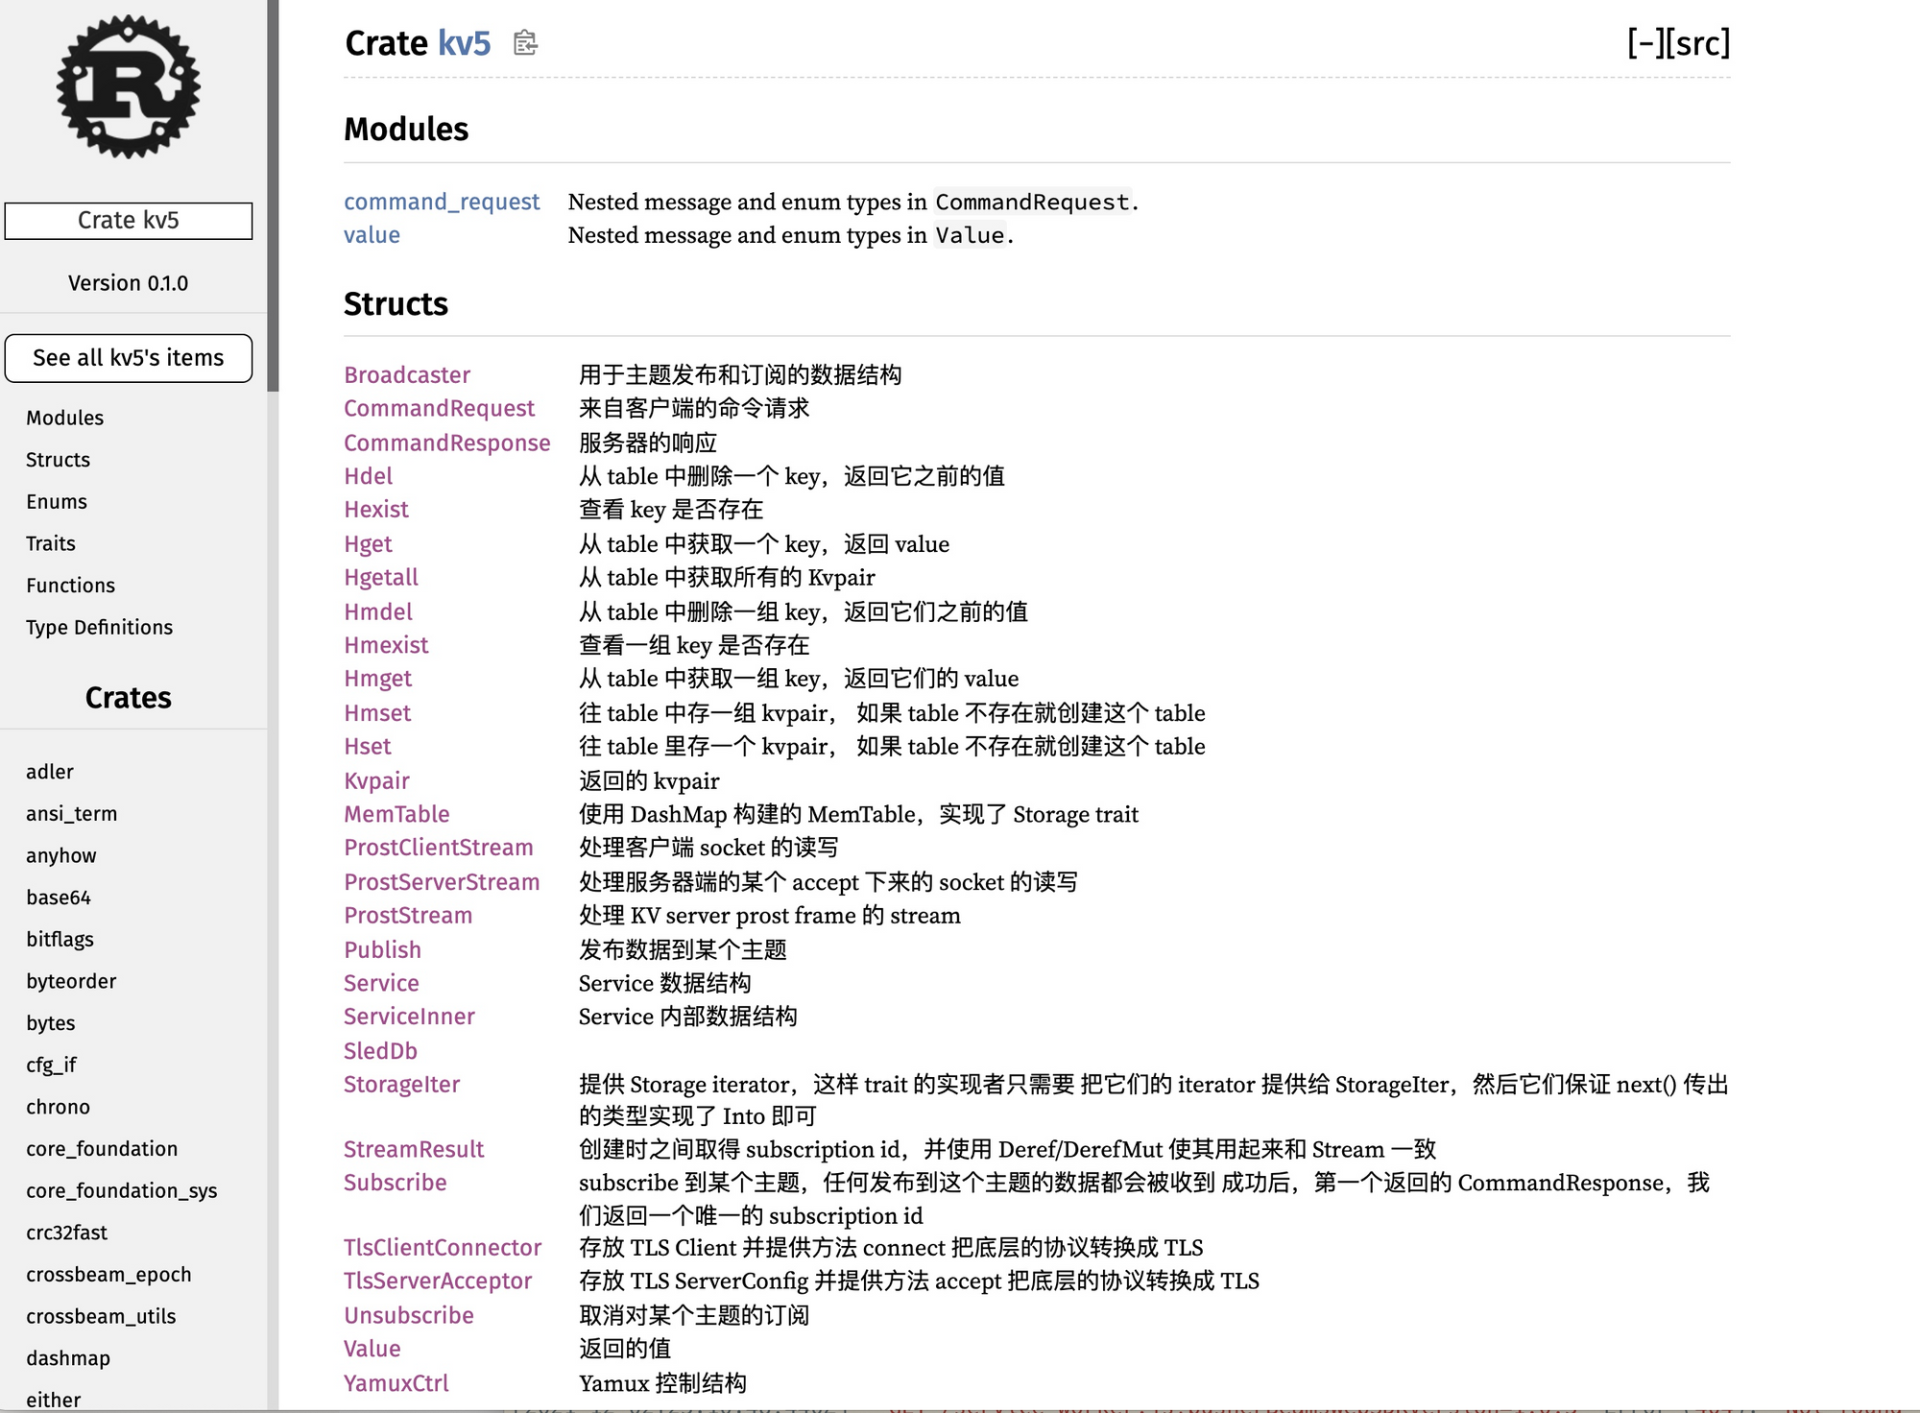 Crate kv5
Version 0.1.0
See all kv5's items
Modules
Structs
Enums
Traits
Functions
Type Definitions
Crates
adler
ansi_term
anyhow
base64
bitflags
byteorder
bytes
cfg_if
chrono
core_foundation
core_foundation_sys
crc32fast
crossbeam_epoch
crossbeam_utils
dashmap
either
Crate kv5 [-][src]
Modules
command_request Nested message and enum types in CommandRequest.
value Nested message and enum types in Value.
Structs
Broadcaster 用于主题发布和订阅的数据结构
CommandRequest 来自客户端的命令请求
CommandResponse 服务器的响应
Hdel 从 table 中删除一个 key，返回它之前的值
Hexist 查看 key 是否存在
Hget 从 table 中获取一个 key，返回 value
Hgetall 从 table 中获取所有的 Kvpair
Hmdel 从 table 中删除一组 key，返回它们之前的值
Hmexist 查看一组 key 是否存在
Hmget 从 table 中获取一组 key，返回它们的 value
Hmset 往 table 中存一组 kvpair， 如果 table 不存在就创建这个 table
Hset 往 table 里存一个 kvpair， 如果 table 不存在就创建这个 table
Kvpair 返回的 kvpair
MemTable 使用 DashMap 构建的 MemTable，实现了 Storage trait
ProstClientStream 处理客户端 socket 的读写
ProstServerStream 处理服务器端的某个 accept 下来的 socket 的读写
ProstStream 处理 KV server prost frame 的 stream
Publish 发布数据到某个主题
Service Service 数据结构
ServiceInner Service 内部数据结构
SledDb
StorageIter 提供 Storage iterator，这样 trait 的实现者只需要 把它们的 iterator 提供给 StorageIter，然后它们保证 next() 传出
的类型实现了 Into 即可
StreamResult 创建时之间取得 subscription id，并使用 Deref/DerefMut 使其用起来和 Stream 一致
Subscribe subscribe 到某个主题，任何发布到这个主题的数据都会被收到 成功后，第一个返回的 CommandResponse，我
们返回一个唯一的 subscription id
TlsClientConnector 存放 TLS Client 并提供方法 connect 把底层的协议转换成 TLS
TlsServerAcceptor 存放 TLS ServerConfig 并提供方法 accept 把底层的协议转换成 TLS
Unsubscribe 取消对某个主题的订阅
Value 返回的值
YamuxCtrl Yamux 控制结构